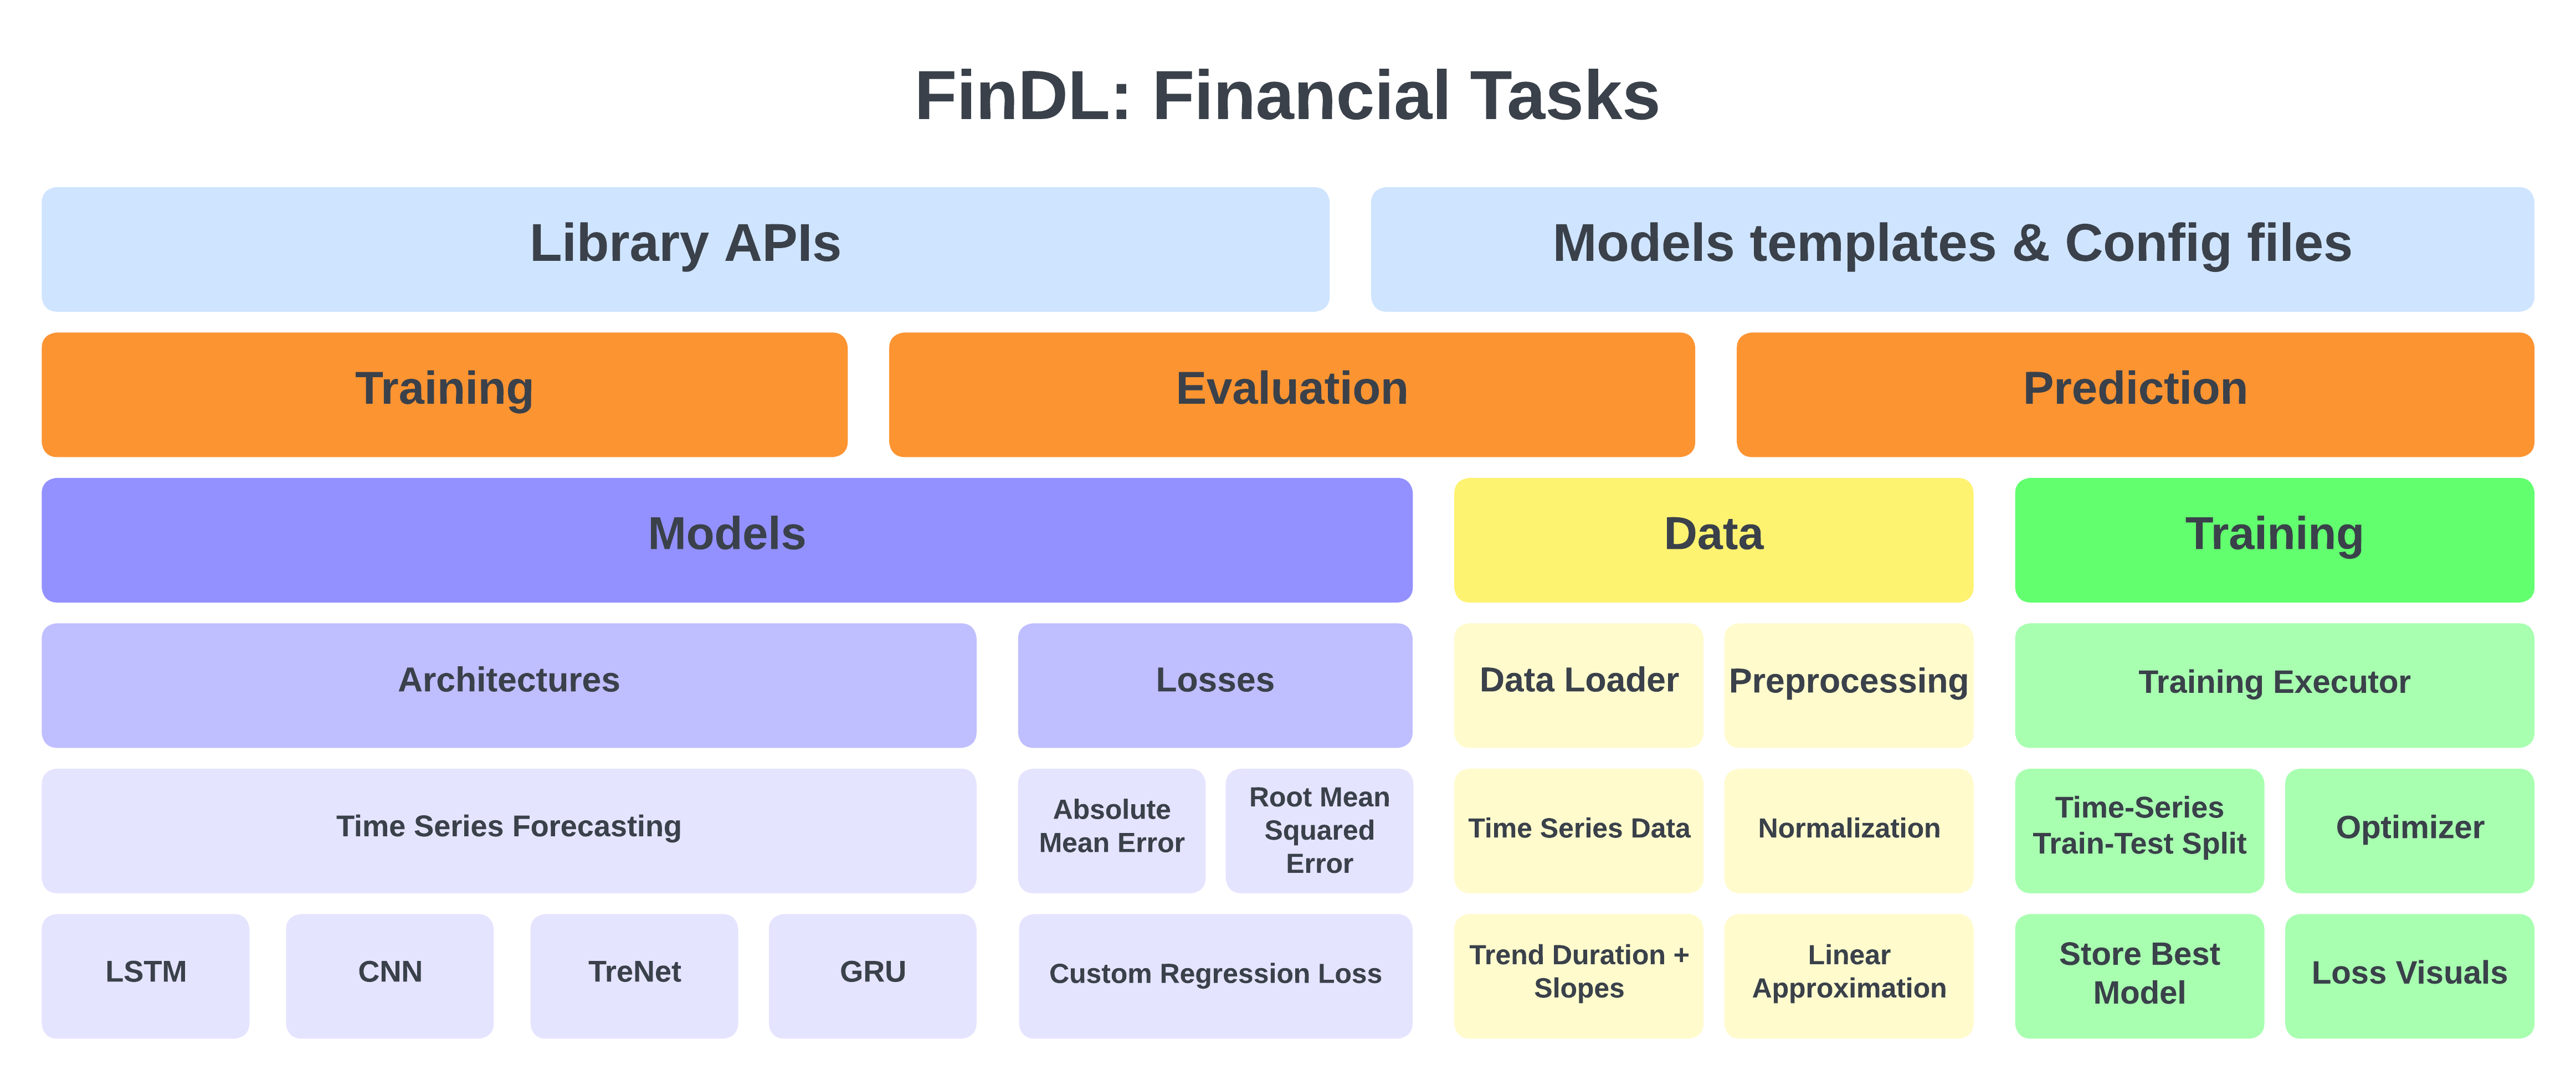 FinDL: Financial Tasks
Library APIs
Models templates & Config files
Training
Evaluation
Prediction
Models
Data
Training
Architectures
Losses
Data Loader
Preprocessing
Training Executor
Time Series Forecasting
Absolute
Mean Error
Root Mean
Squared
Error
Time Series Data
Normalization
Time-Series
Train-Test Split
Optimizer
LSTM
CNN
TreNet
GRU
Custom Regression Loss
Trend Duration +
Slopes
Linear
Approximation
Store Best
Model
Loss Visuals